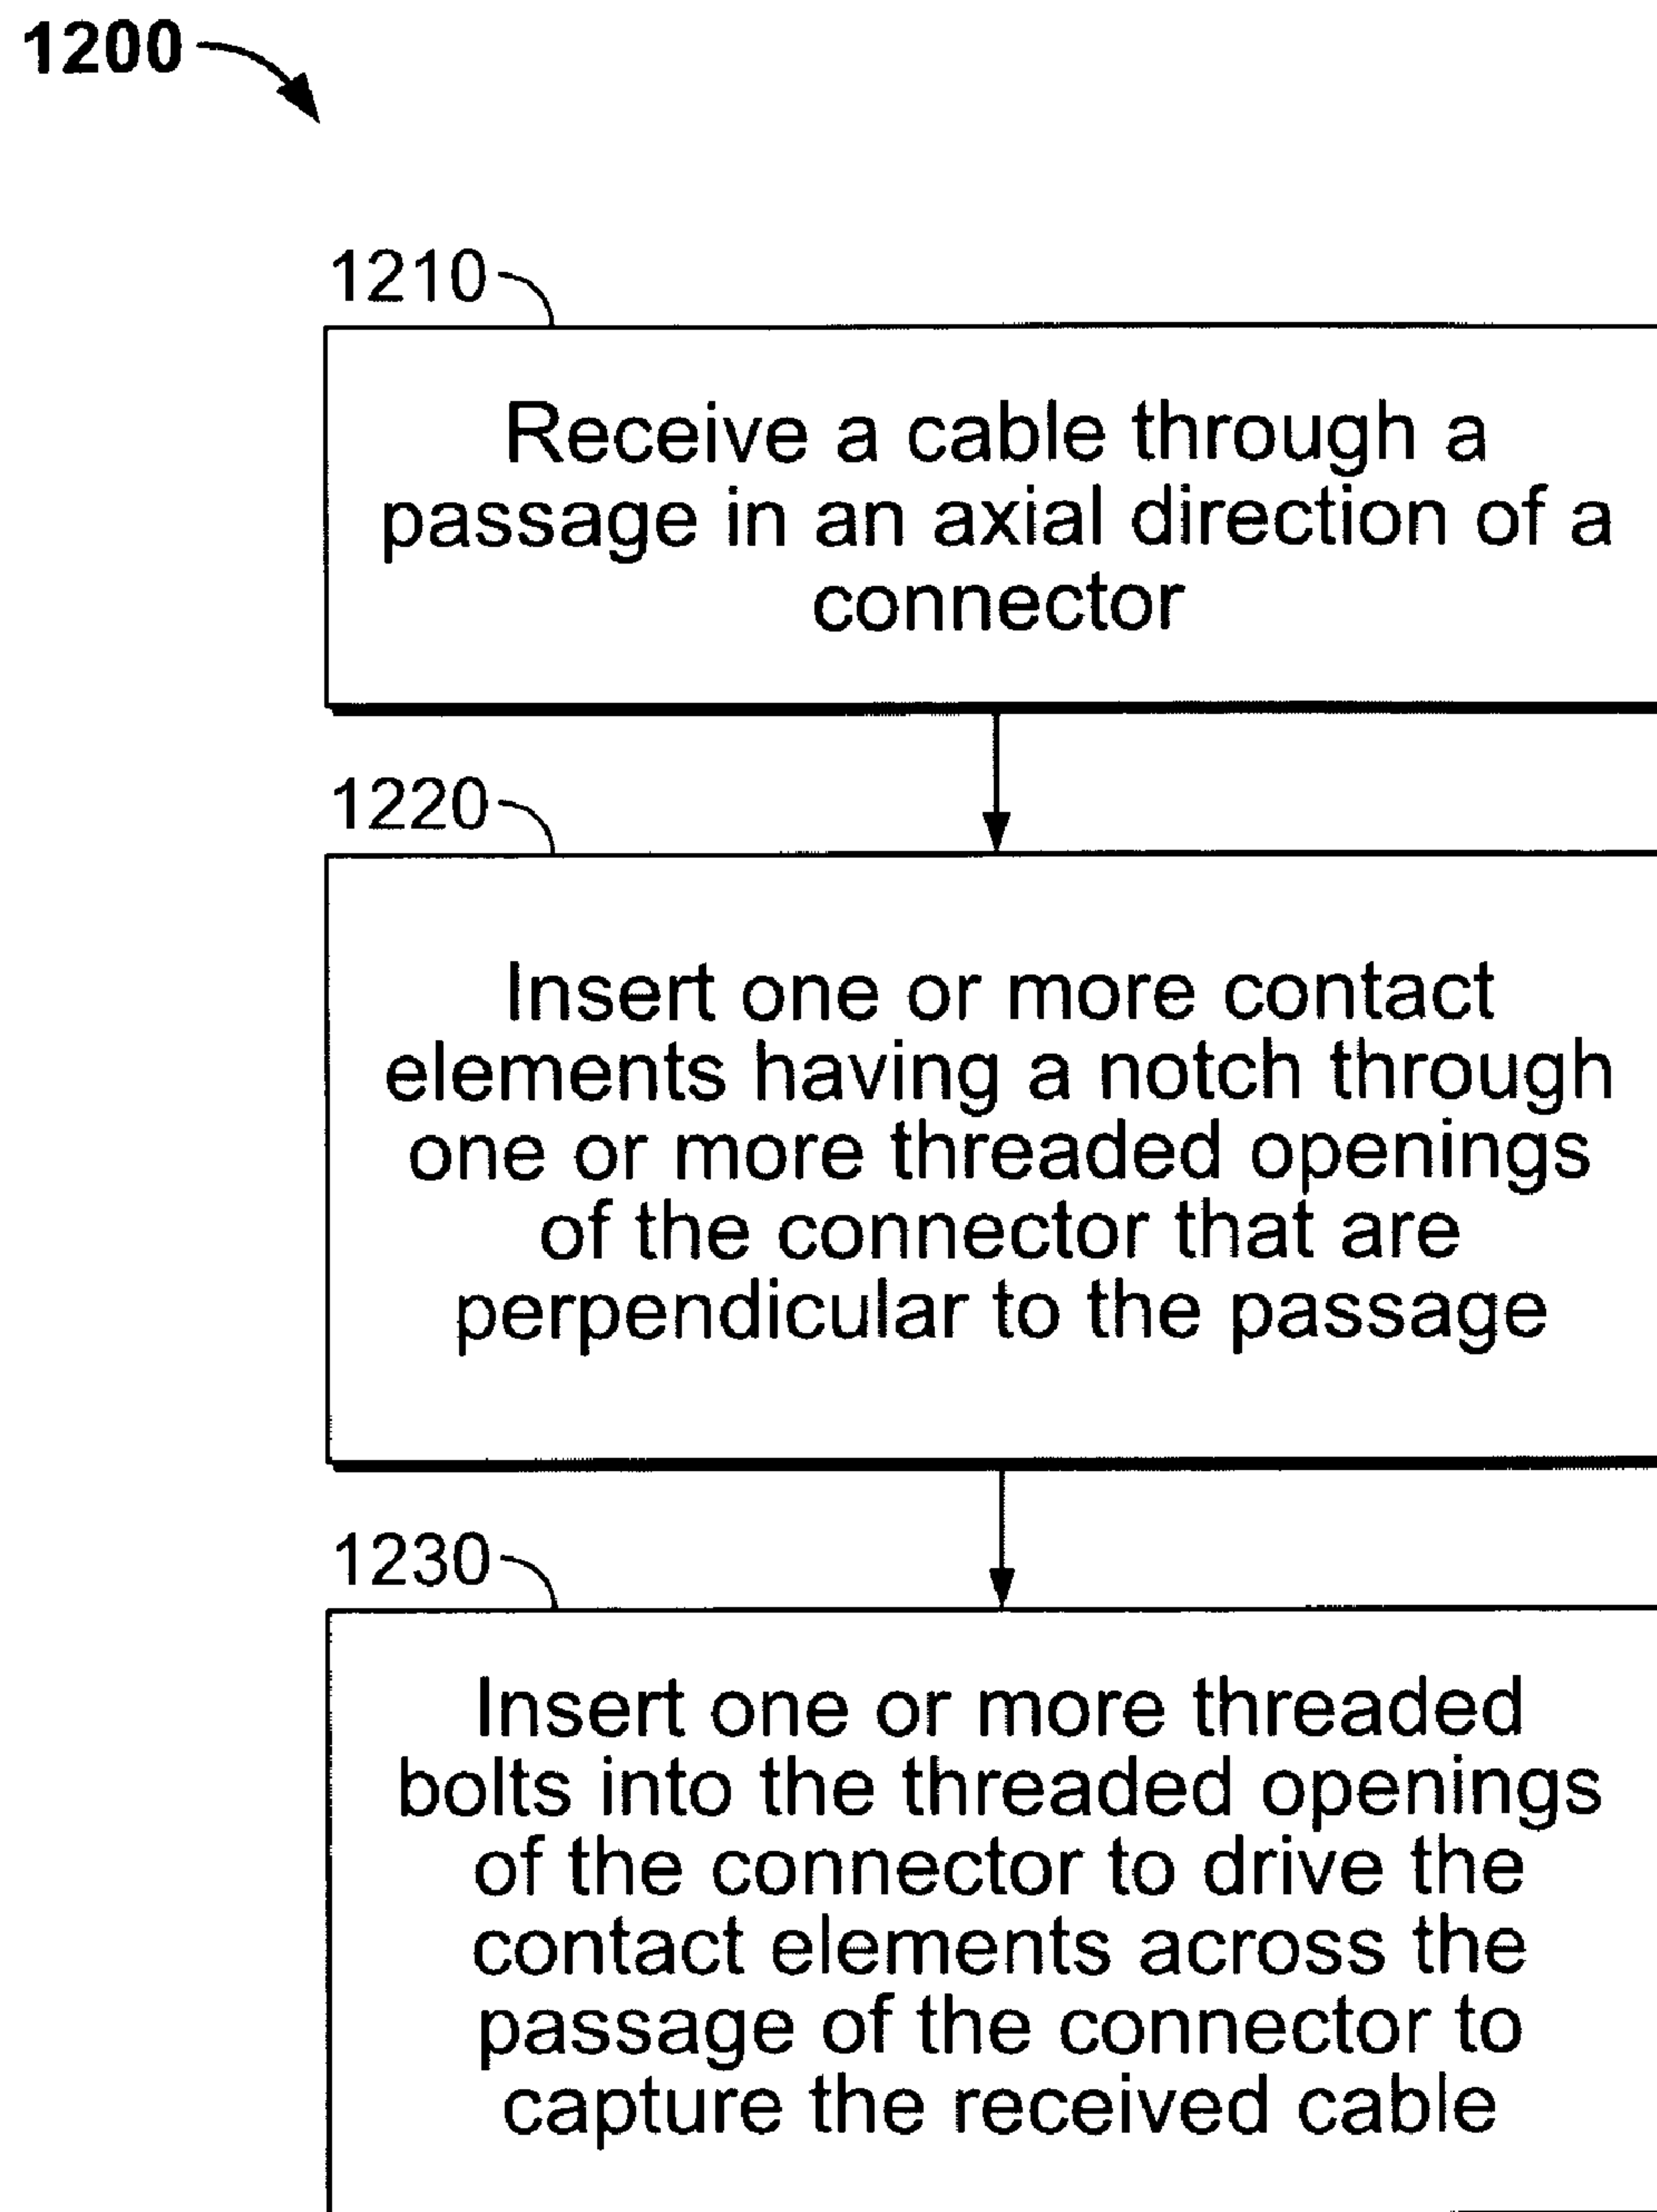 1200
1210
Receive a cable through a
passage in an axial direction of a
connector
1220
Insert one or more contact
elements having a notch through
one or more threaded openings
of the connector that are
perpendicular to the passage
1230
Insert one or more threaded
bolts into the threaded openings
of the connector to drive the
contact elements across the
passage of the connector to
capture the received cable